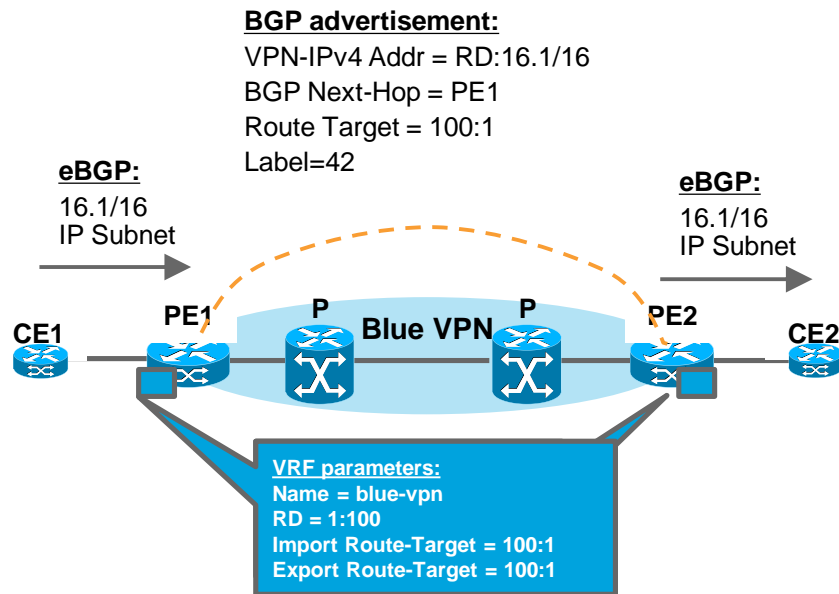 BGP advertisement:
VPN-IPv4 Addr = RD:16.1/16
BGP Next-Hop = PE1
Route Target = 100:1
Label=42
eBGP:
16.1/16
IP Subnet
eBGP:
16.1/16
IP Subnet
CE1
PE1
P
Blue VPN
P
PE2
CE2
VRF parameters:
Name = blue-vpn
RD = 1:100
Import Route-Target = 100:1
Export Route-Target = 100:1